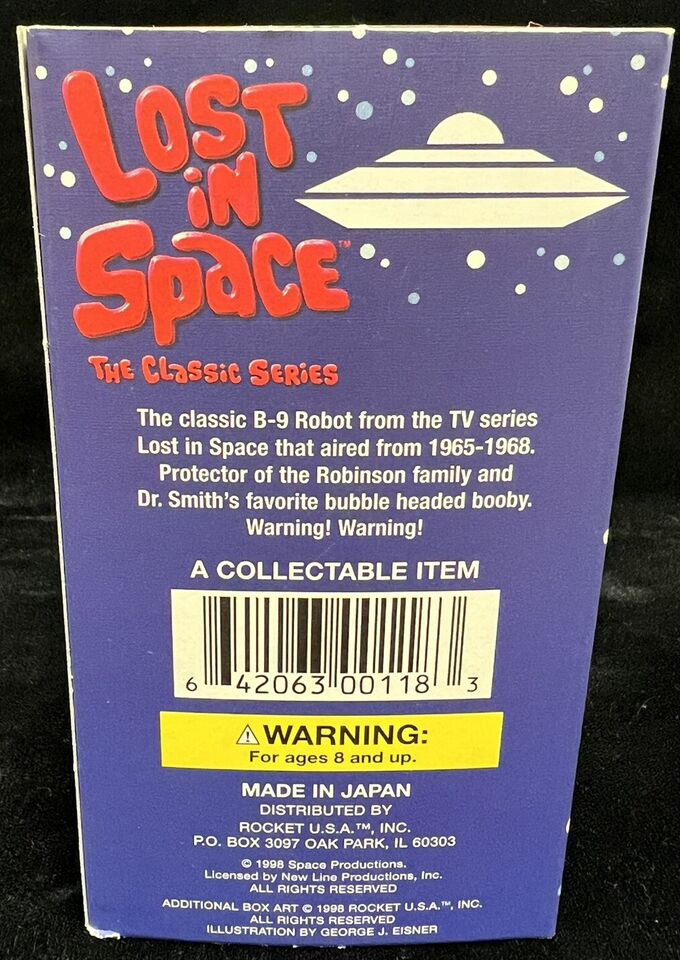 LOST
iN
SpaCE™
THE CLaSSiC SERiES
The classic B-9 Robot from the TV series
Lost in Space that aired from 1965-1968.
Protector of the Robinson family and
Dr. Smith's favorite bubble headed booby.
Warning! Warning!
A COLLECTABLE ITEM
6 42063 00118 3
⚠WARNING:
For ages 8 and up.
MADE IN JAPAN
DISTRIBUTED BY
ROCKET U.S.A.™, INC.
P.O. BOX 3097 OAK PARK, IL 60303
© 1998 Space Productions.
Licensed by New Line Productions, Inc.
ALL RIGHTS RESERVED
ADDITIONAL BOX ART © 1998 ROCKET U.S.A.™, INC.
ALL RIGHTS RESERVED
ILLUSTRATION BY GEORGE J. EISNER